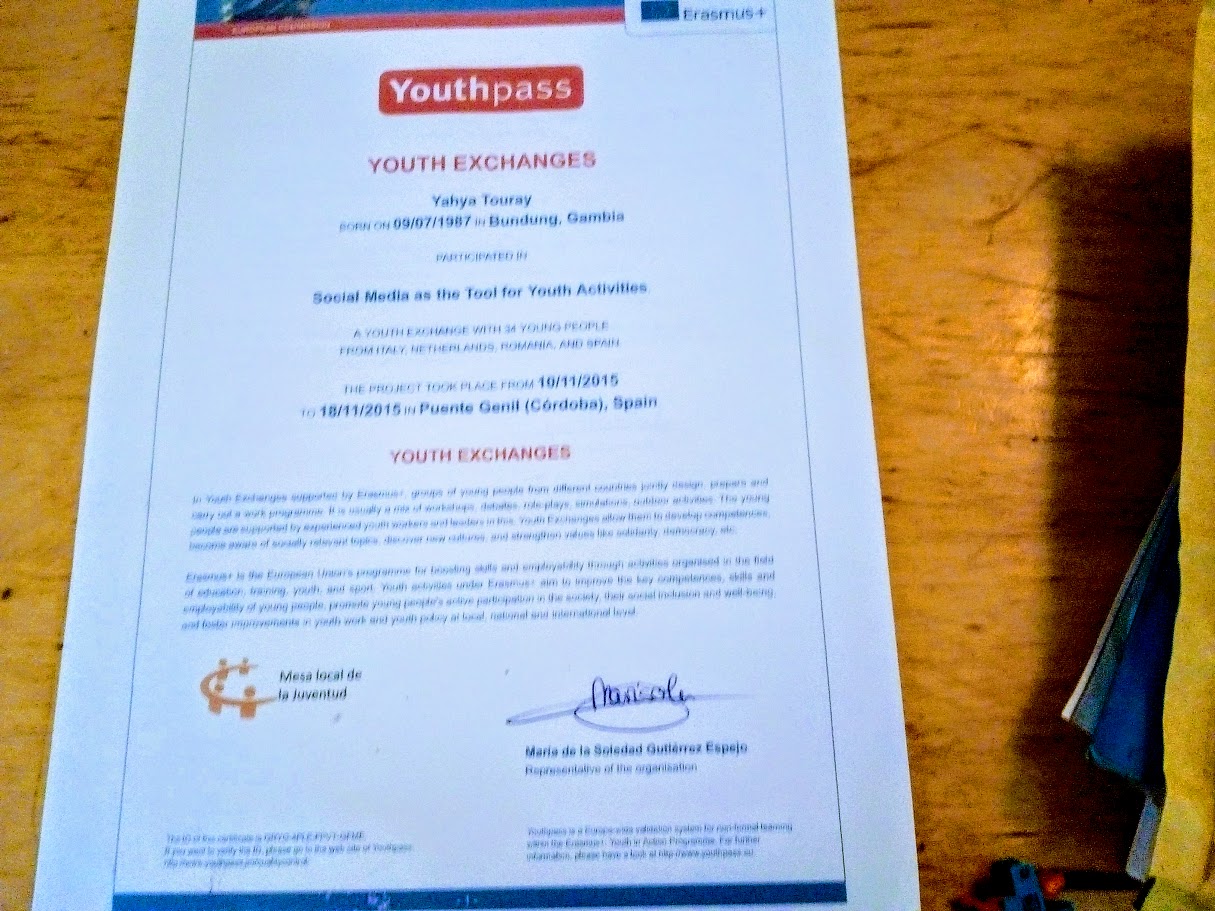 Erasmus+
Youthpass
YOUTH EXCHANGES
Yahya Touray
BORN ON 09/07/1987 IN Bundung, Gambia
PARTICIPATED IN
Social Media as the Tool for Youth Activities
A YOUTH EXCHANGE WITH 34 YOUNG PEOPLE
FROM ITALY, NETHERLANDS, ROMANIA, AND SPAIN
THE PROJECT TOOK PLACE FROM 10/11/2015
TO 18/11/2015 IN Puente Genil (Córdoba), Spain
YOUTH EXCHANGES
In Youth Exchanges supported by Erasmus+, groups of young people from different countries jointly design, prepare and
carry out a work programme. It is usually a mix of workshops, debates, role-plays, simulations, outdoor activities. The young
people are supported by experienced youth workers and leaders in this. Youth Exchanges allow them to develop competences,
become aware of socially relevant topics, discover new cultures, and strengthen values like solidarity, democracy, etc.
Erasmus+ is the European Union's programme for boosting skills and employability through activities organised in the field
of education, training, youth, and sport. Youth activities under Erasmus+ aim to improve the key competences, skills and
employability of young people, promote young people's active participation in the society, their social inclusion and well-being,
and foster improvements in youth work and youth policy at local, national and international level.
Mesa local de
la Juventud
María de la Soledad Gutiérrez Espejo
Representative of the organisation
The ID of this certificate is
If you want to verify the ID, please go to the web site of Youthpass:
Youthpass is a Europe-wide validation system for non-formal learning
within the Erasmus+ Youth in Action Programme. For further
information, please have a look at http://www.youthpass.eu